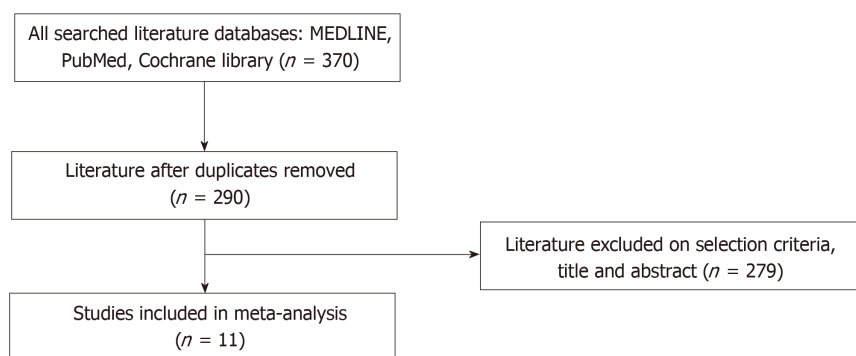 All searched literature databases: MEDLINE,
PubMed, Cochrane library (n = 370)
Literature after duplicates removed
(n = 290)
Literature excluded on selection criteria,
title and abstract (n = 279)
Studies included in meta-analysis
(n = 11)